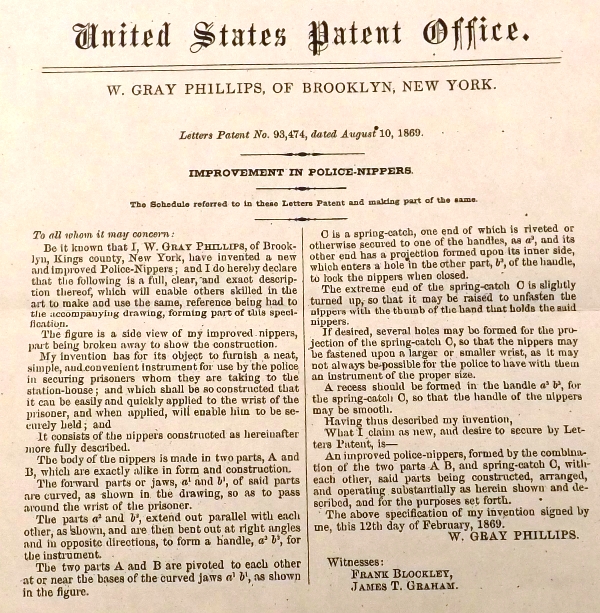 United States Patent Office.
W. GRAY PHILLIPS, OF BROOKLYN, NEW YORK.
Letters Patent No. 93,474, dated August 10, 1869.
IMPROVEMENT IN POLICE-NIPPERS.
The Schedule referred to in these Letters Patent and making part of the same.
To all whom it may concern:
Be it known that I, W. GRAY PHILLIPS, of Brook-
lyn, Kings county, New York, have invented a new
and improved Police-Nippers; and I do hereby declare
that the following is a full, clear, and exact descrip-
tion thereof, which will enable others skilled in the
art to make and use the same, reference being had to
the accompanying drawing, forming part of this speci-
fication.
The figure is a side view of my improved nippers,
part being broken away to show the construction.
My invention has for its object to furnish a neat,
simple, and convenient instrument for use by the police
in securing prisoners whom they are taking to the
station-house; and which shall be so constructed that
it can be easily and quickly applied to the wrist of the
prisoner, and when applied, will enable him to be se-
curely held; and
It consists of the nippers constructed as hereinafter
more fully described.
The body of the nippers is made in two parts, A and
B, which are exactly alike in form and construction.
The forward parts or jaws, a¹ and b¹, of said parts
are curved, as shown in the drawing, so as to pass
around the wrist of the prisoner.
The parts a² and b², extend out parallel with each
other, as shown, and are then bent out at right angles
and in opposite directions, to form a handle, a³ b³, for
the instrument.
The two parts A and B are pivoted to each other
at or near the bases of the curved jaws a¹ b¹, as shown
in the figure.
C is a spring-catch, one end of which is riveted or
otherwise secured to one of the handles, as a³, and its
other end has a projection formed upon its inner side,
which enters a hole in the other part, b³, of the handle,
to lock the nippers when closed.
The extreme end of the spring-catch C is slightly
turned up, so that it may be raised to unfasten the
nippers with the thumb of the hand that holds the said
nippers.
If desired, several holes may be formed for the pro-
jection of the spring-catch C, so that the nippers may
be fastened upon a larger or smaller wrist, as it may
not always be possible for the police to have with them
an instrument of the proper size.
A recess should be formed in the handle a³ b³, for
the spring-catch C, so that the handle of the nippers
may be smooth.
Having thus described my invention,
What I claim as new, and desire to secure by Let-
ters Patent, is—
An improved police-nippers, formed by the combina-
tion of the two parts A B, and spring-catch C, with
each other, said parts being constructed, arranged,
and operating substantially as herein shown and de-
scribed, and for the purposes set forth.
The above specification of my invention signed by
me, this 12th day of February, 1869.
W. GRAY PHILLIPS.
Witnesses:
FRANK BLOCKLEY,
JAMES T. GRAHAM.